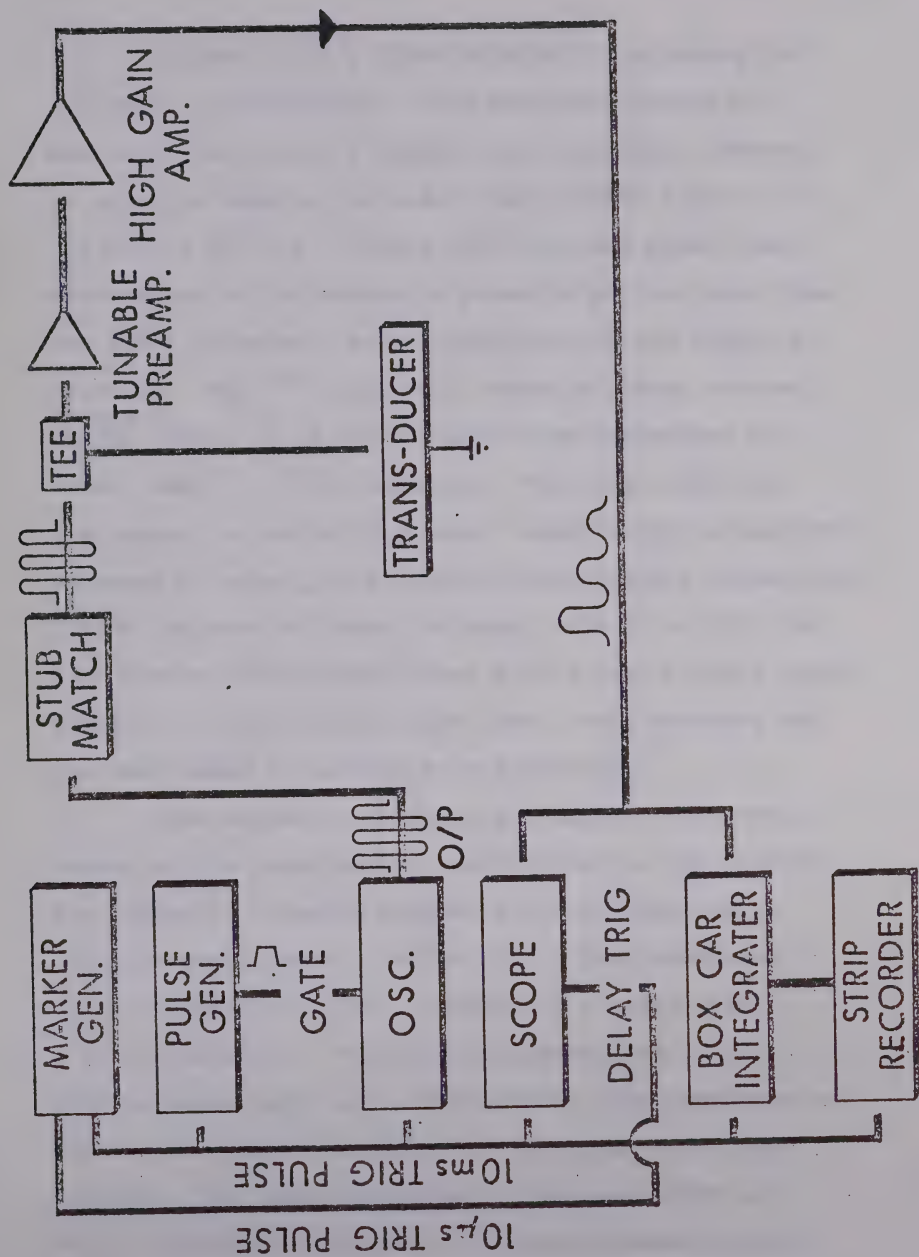 MARKER
GEN.
PULSE
GEN.
GATE
O.SC.
O/P
SCOPE
DELAY TRIG
BOX CAR
INTEGRATER
STRIP
RECORDER
10ms TRIG PULSE
10µs TRIG PULSE
STUB
MATCH
TEE
TRANS-DUCER
TUNABLE
PREAMP.
HIGH GAIN
AMP.